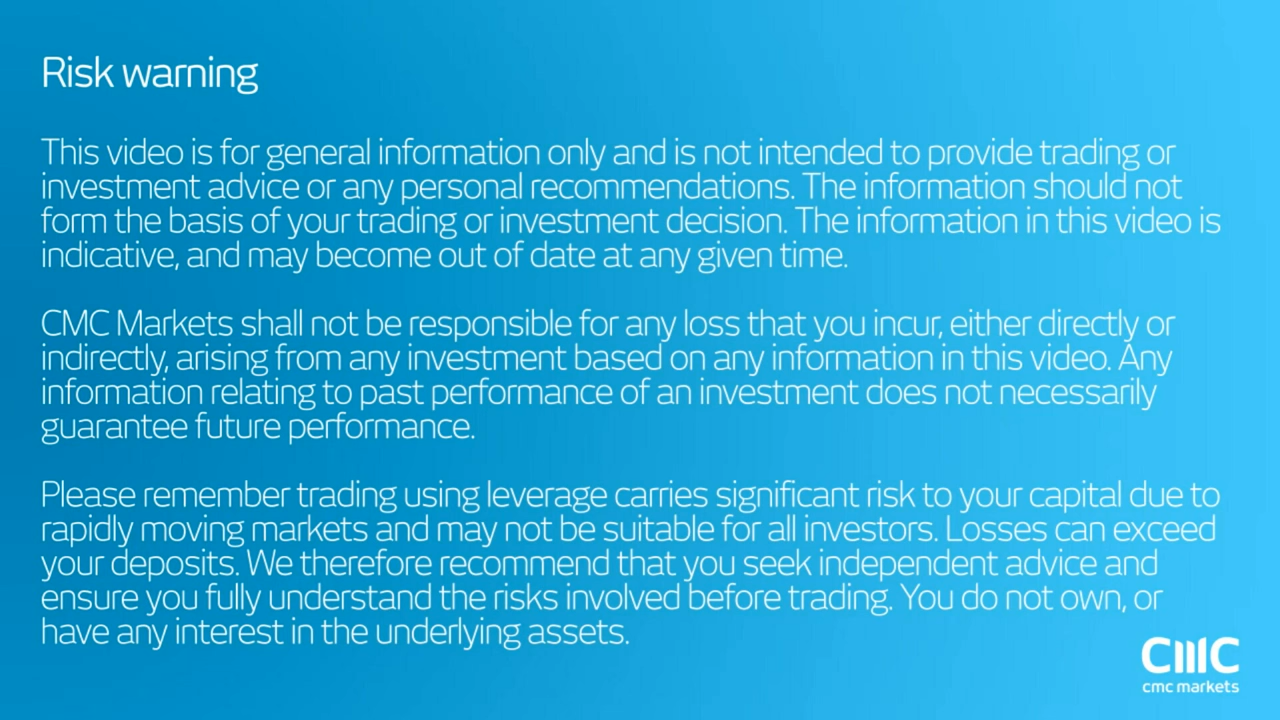 Risk warning
This video is for general information only and is not intended to provide trading or
investment advice or any personal recommendations. The information should not
form the basis of your trading or investment decision. The information in this video is
indicative, and may become out of date at any given time.
CMC Markets shall not be responsible for any loss that you incur, either directly or
indirectly, arising from any investment based on any information in this video. Any
information relating to past performance of an investment does not necessarily
guarantee future performance.
Please remember trading using leverage carries significant risk to your capital due to
rapidly moving markets and may not be suitable for all investors. Losses can exceed
your deposits. We therefore recommend that you seek independent advice and
ensure you fully understand the risks involved before trading. You do not own, or
have any interest in the underlying assets.
CMC
cmc markets